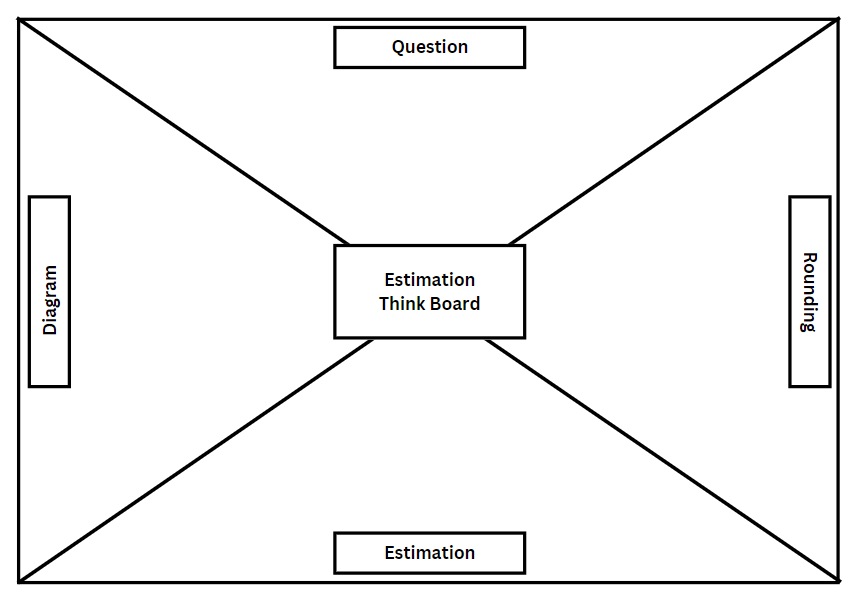 Question
Diagram
Estimation
Think Board
Rounding
Estimation